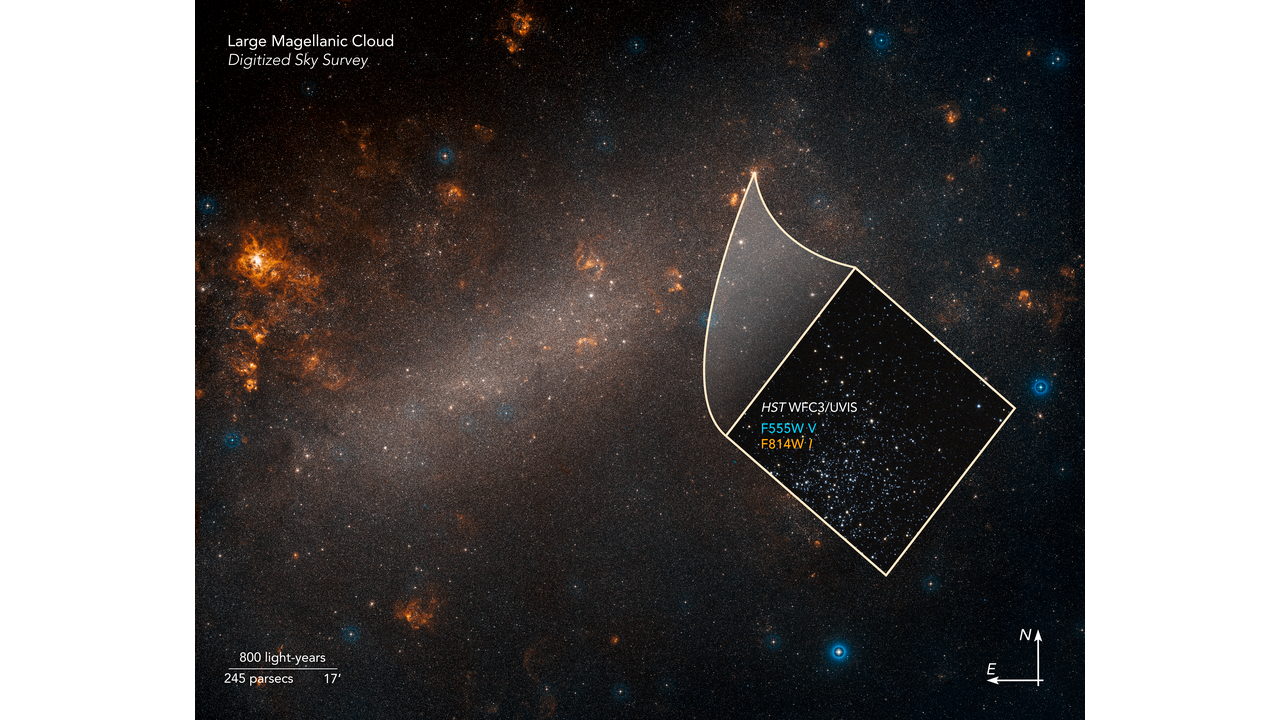 Large Magellanic Cloud
Digitized Sky Survey
HST WFC3/UVIS
F555W V
F814W I
800 light-years
245 parsecs 17′
N
E